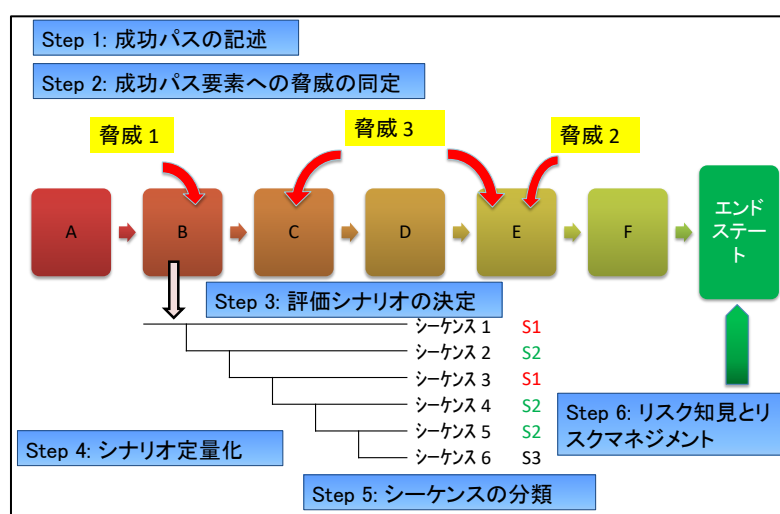 Step 1: 成功パスの記述
Step 2: 成功パス要素への脅威の同定
脅威 1
脅威 3
脅威 2
A
B
C
D
E
F
エンド
ステー
ト
Step 3: 評価シナリオの決定
シーケンス 1 S1
シーケンス 2 S2
シーケンス 3 S1
シーケンス 4 S2
シーケンス 5 S2
シーケンス 6 S3
Step 4: シナリオ定量化
Step 5: シーケンスの分類
Step 6: リスク知見とリ
スクマネジメント